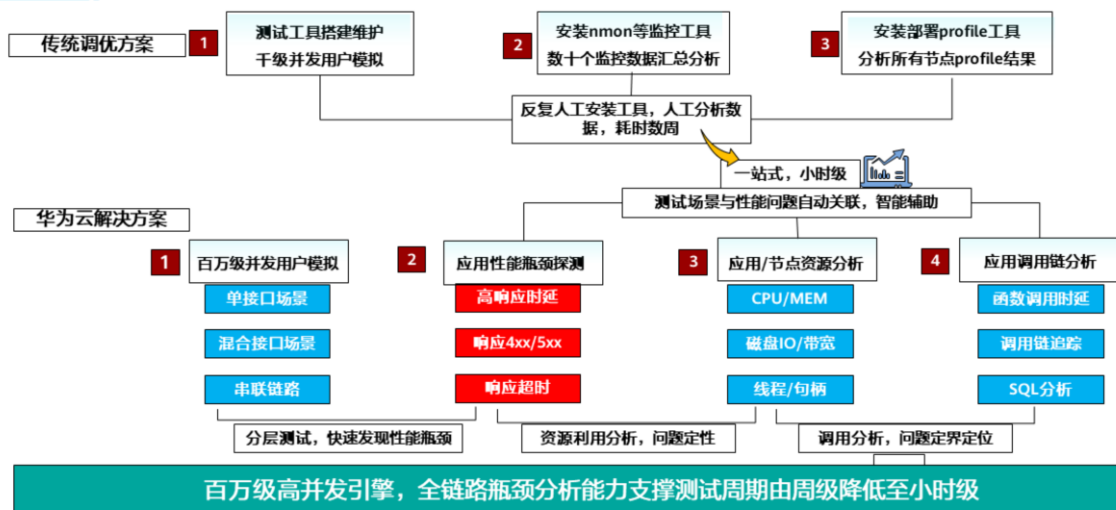 传统调优方案
1
测试工具搭建维护
千级并发用户模拟
2
安装nmon等监控工具
数十个监控数据汇总分析
3
安装部署profile工具
分析所有节点profile结果
反复人工安装工具，人工分析数
据，耗时数周
一站式，小时级
测试场景与性能问题自动关联，智能辅助
华为云解决方案
1
百万级并发用户模拟
2
应用性能瓶颈探测
3
应用/节点资源分析
4
应用调用链分析
单接口场景
高响应时延
CPU/MEM
函数调用时延
混合接口场景
响应4xx/5xx
磁盘IO/带宽
调用链追踪
串联链路
响应超时
线程/句柄
SQL分析
分层测试，快速发现性能瓶颈
资源利用分析，问题定性
调用分析，问题定界定位
百万级高并发引擎，全链路瓶颈分析能力支撑测试周期由周级降低至小时级